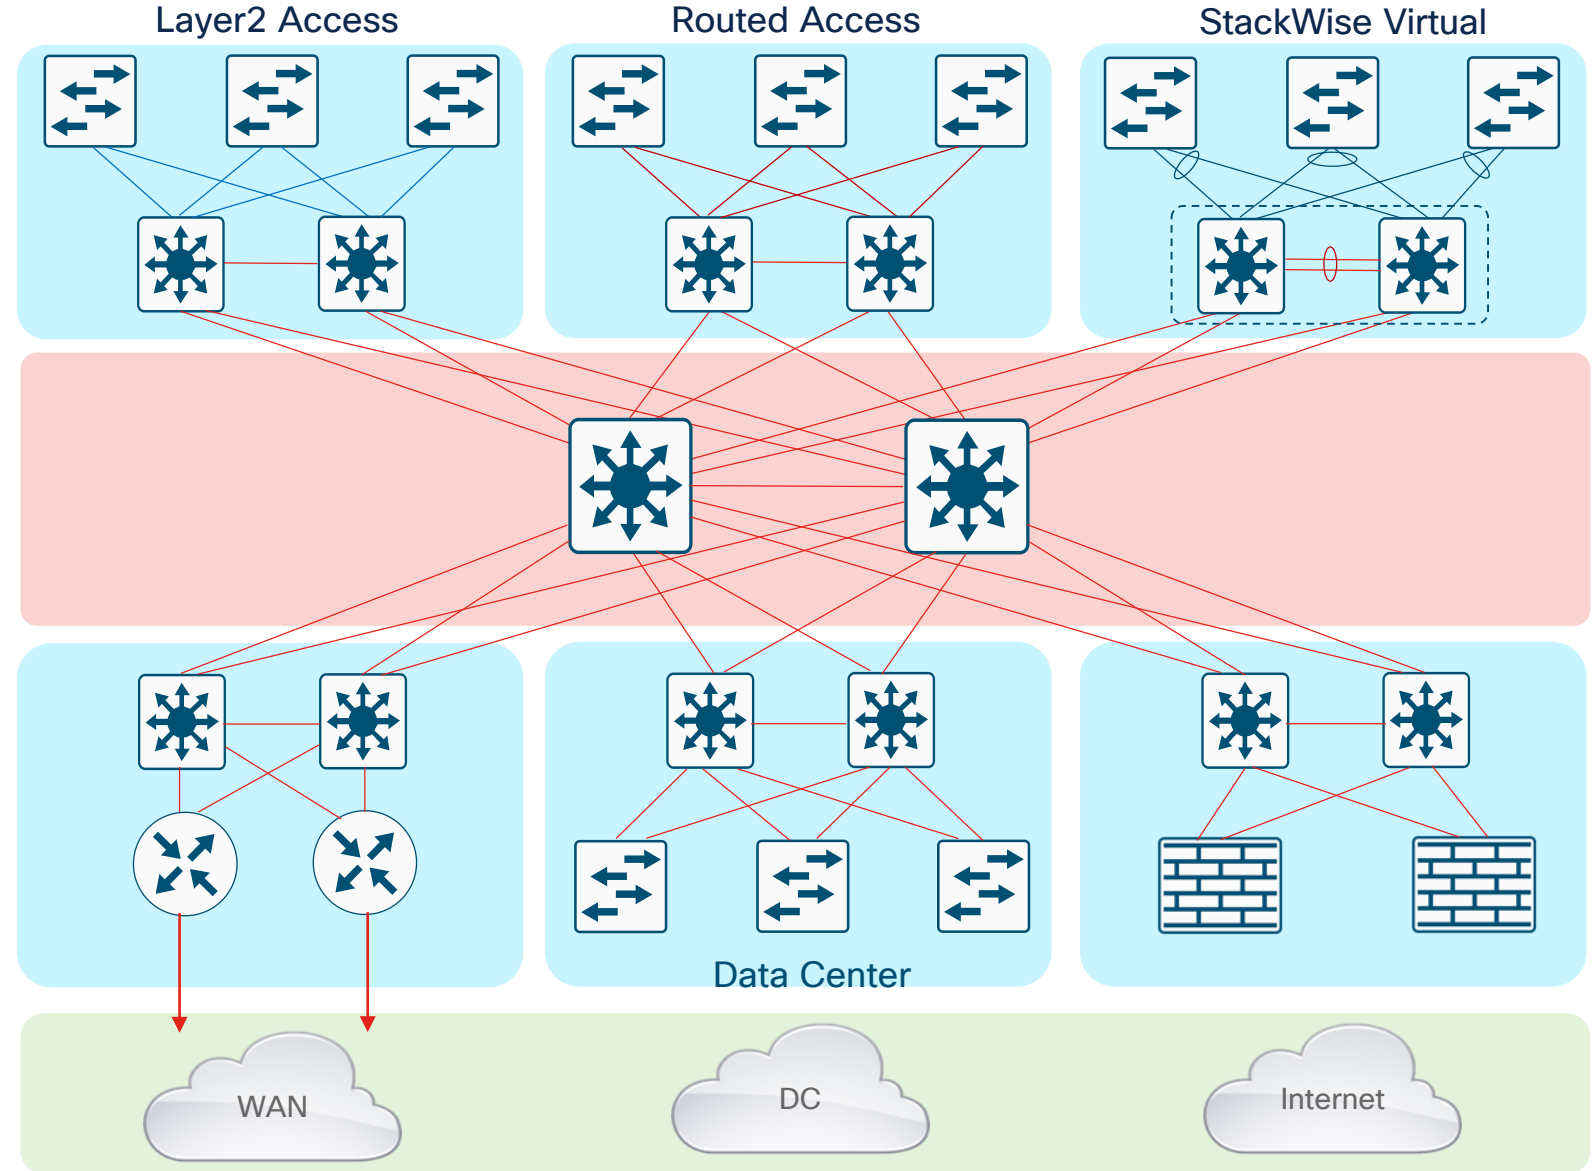 Layer2 Access
Routed Access
StackWise Virtual
Data Center
WAN
DC
Internet